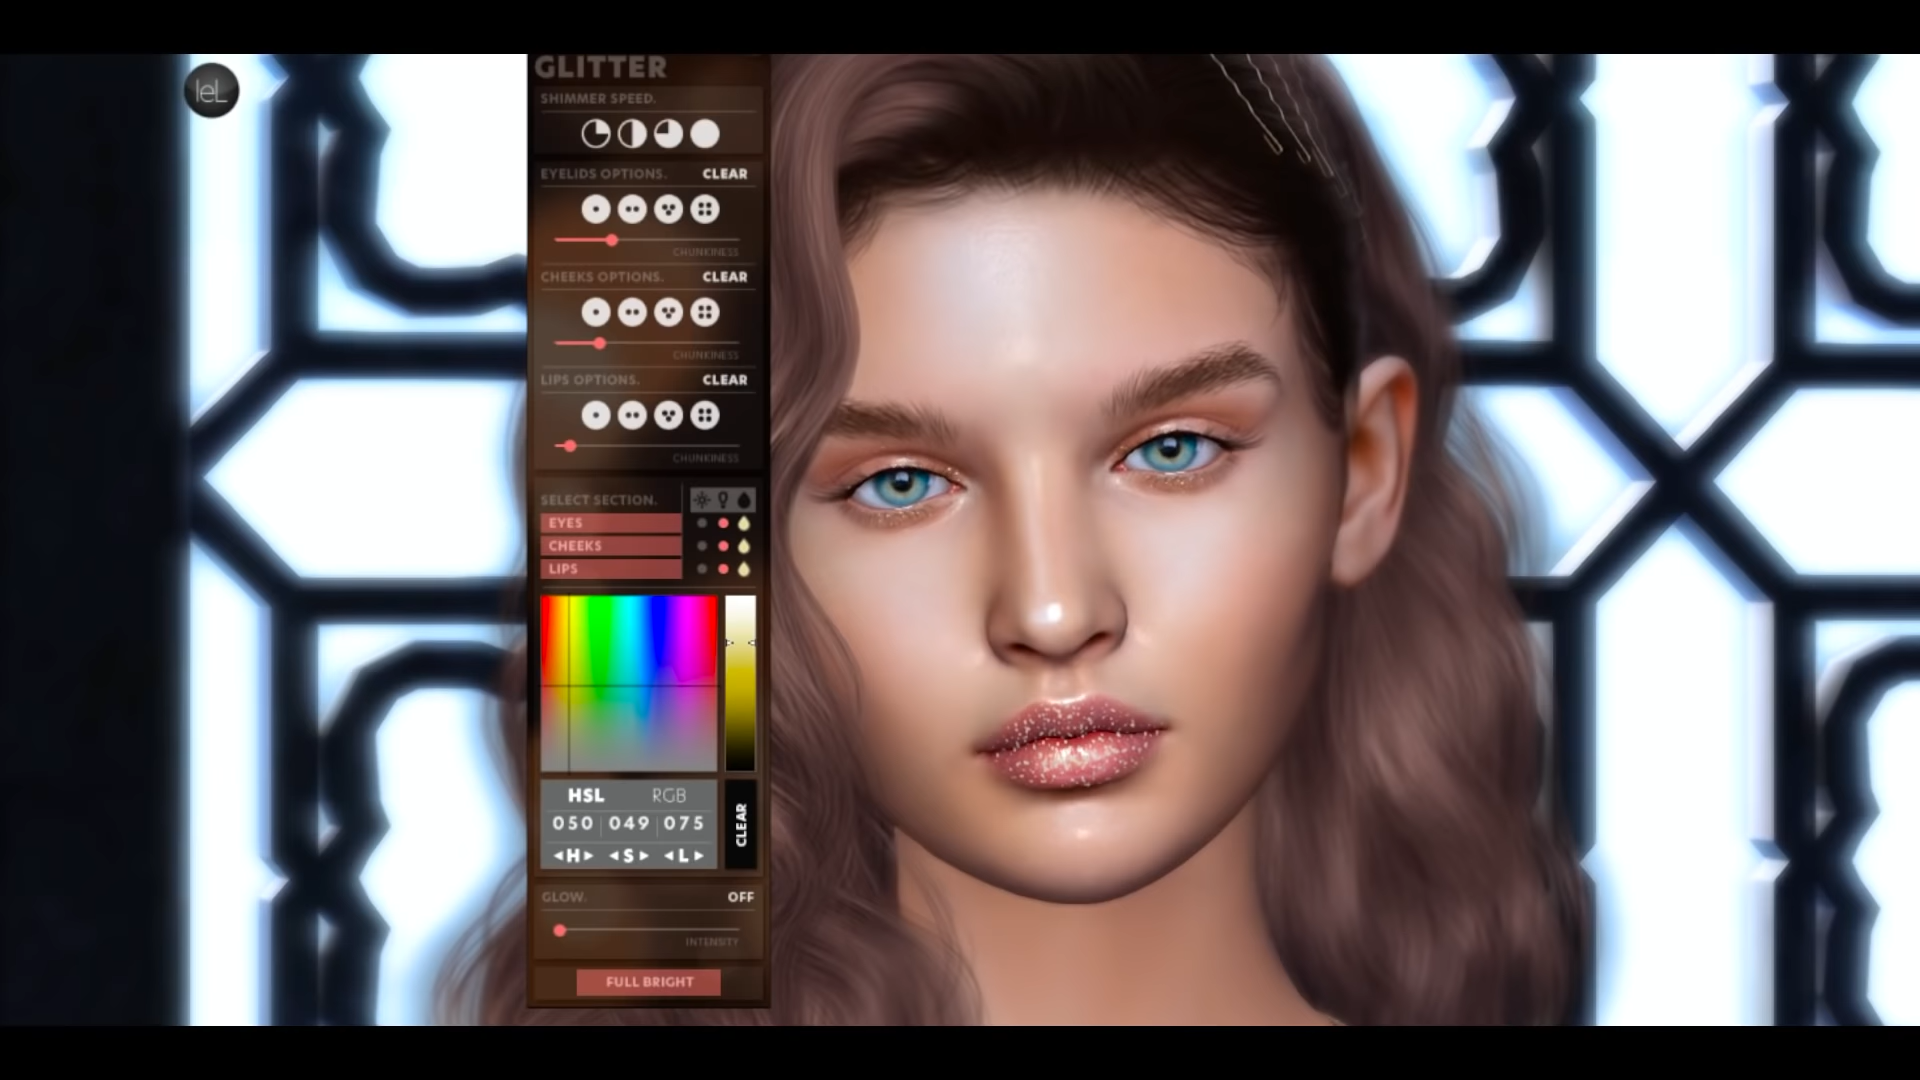 leL
GLITTER
SHIMMER SPEED.
EYELIDS OPTIONS. CLEAR
CHUNKINESS
CHEEKS OPTIONS. CLEAR
CHUNKINESS
LIPS OPTIONS. CLEAR
CHUNKINESS
SELECT SECTION.
EYES
CHEEKS
LIPS
HSL RGB
050 049 075
H S L
CLEAR
GLOW. OFF
INTENSITY
FULL BRIGHT